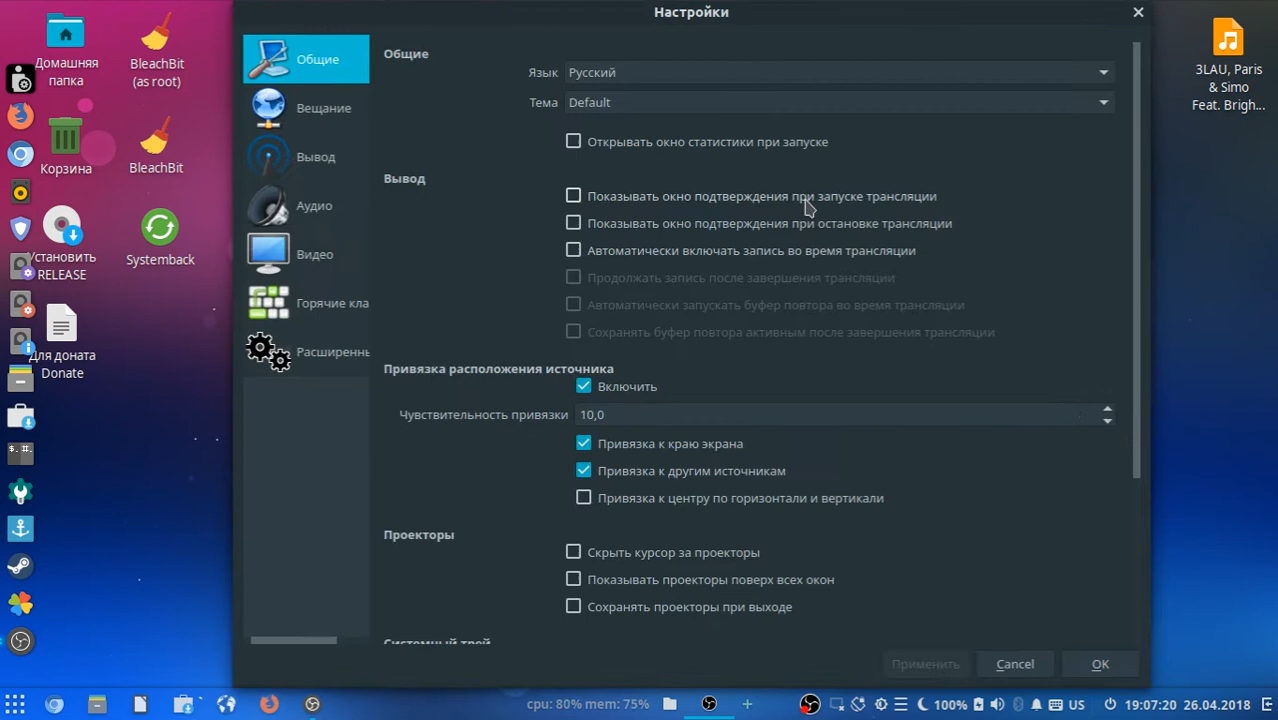 Настройки
Домашняя
папка
BleachBit
(as root)
Корзина
BleachBit
Установить
RELEASE
Systemback
Для доната
Donate
3LAU, Paris
& Simo
Feat. Brigh...
Общие
Вещание
Вывод
Аудио
Видео
Горячие кла
Расширенны
Общие
Язык Русский
Тема Default
Открывать окно статистики при запуске
Вывод
Показывать окно подтверждения при запуске трансляции
Показывать окно подтверждения при остановке трансляции
Автоматически включать запись во время трансляции
Продолжать запись после завершения трансляции
Автоматически запускать буфер повтора во время трансляции
Сохранять буфер повтора активным после завершения трансляции
Привязка расположения источника
Включить
Чувствительность привязки 10,0
Привязка к краю экрана
Привязка к другим источникам
Привязка к центру по горизонтали и вертикали
Проекторы
Скрыть курсор за проекторы
Показывать проекторы поверх всех окон
Сохранять проекторы при выходе
Системный трей
Применить Cancel OK
cpu: 80% mem: 75% 100% US 19:07:20 26.04.2018